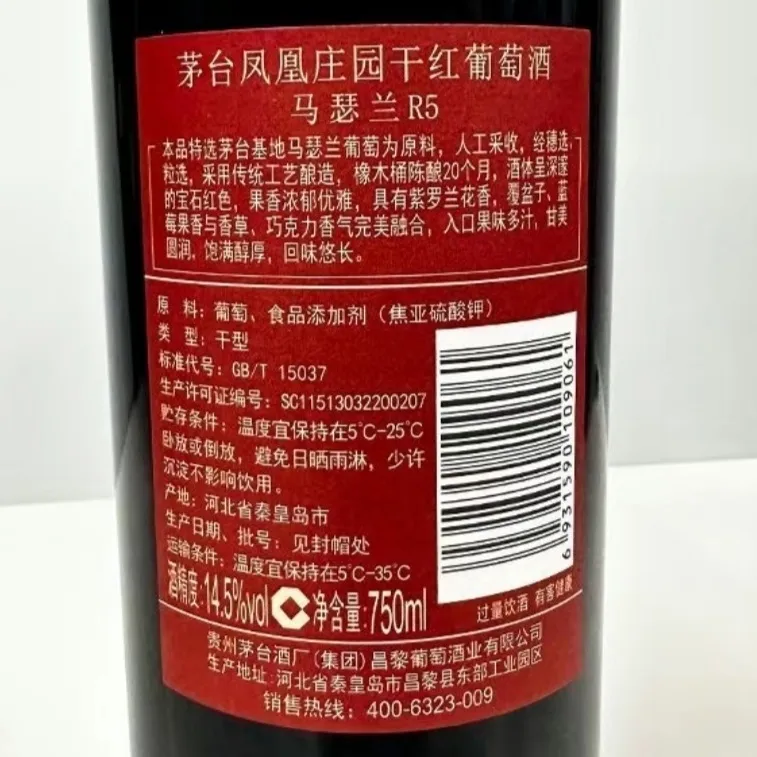 茅台凤凰庄园干红葡萄酒
马瑟兰R5
本品特选茅台基地马瑟兰葡萄为原料，人工采收，经穗选、
粒选，采用传统工艺酿造，橡木桶陈酿20个月，酒体呈深邃
的宝石红色，果香浓郁优雅，具有紫罗兰花香，覆盆子、蓝
莓果香与香草、巧克力香气完美融合，入口果味多汁，甘美
圆润，饱满醇厚，回味悠长。
原 料：葡萄、食品添加剂（焦亚硫酸钾）
类 型：干型
标准代号：GB/T 15037
生产许可证编号：SC11513032200207
贮存条件：温度宜保持在5℃-25℃
卧放或倒放，避免日晒雨淋，少许
沉淀不影响饮用。
产地：河北省秦皇岛市
生产日期、批号：见封帽处
运输条件：温度宜保持在5℃-35℃
酒精度：14.5%vol 净含量：750ml
6 931590 109061
过量饮酒 有害健康
贵州茅台酒厂（集团）昌黎葡萄酒业有限公司
生产地址：河北省秦皇岛市昌黎县东部工业园区
销售热线：400-6323-009